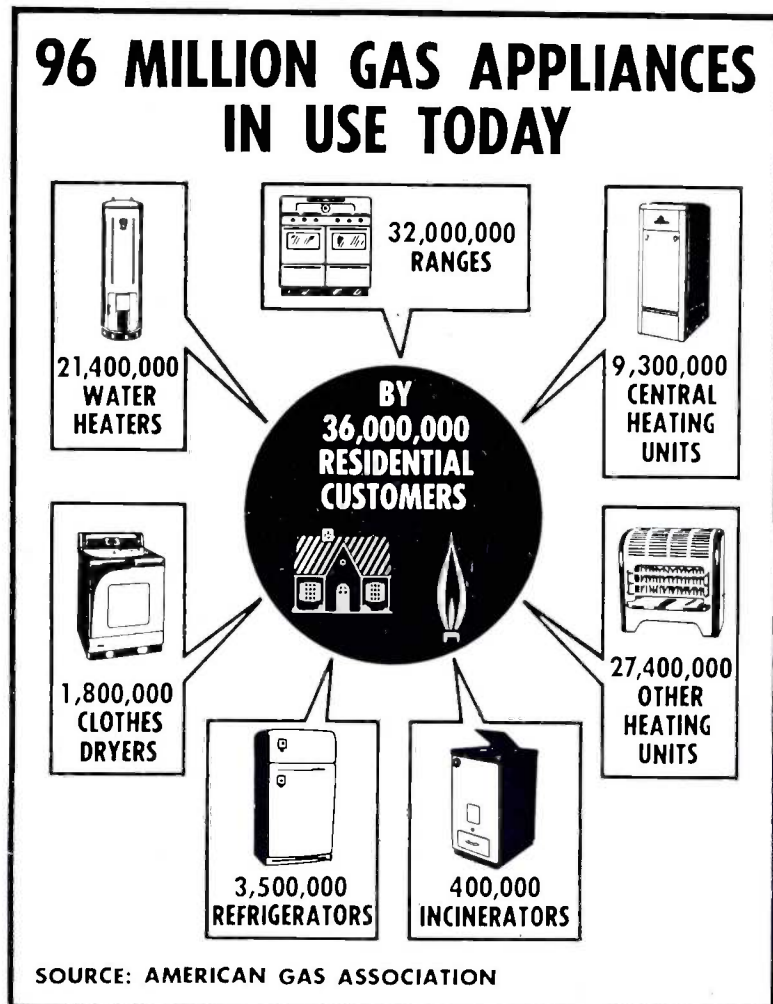 96 MILLION GAS APPLIANCES
IN USE TODAY
32,000,000
RANGES
21,400,000
WATER
HEATERS
9,300,000
CENTRAL
HEATING
UNITS
BY
36,000,000
RESIDENTIAL
CUSTOMERS
1,800,000
CLOTHES
DRYERS
27,400,000
OTHER
HEATING
UNITS
3,500,000
REFRIGERATORS
400,000
INCINERATORS
SOURCE: AMERICAN GAS ASSOCIATION